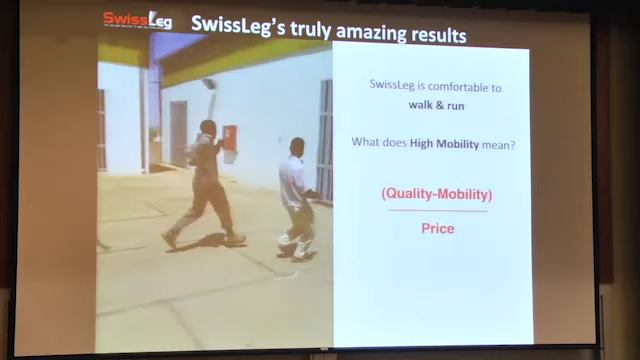 SwissLeg
SwissLeg's truly amazing results
SwissLeg is comfortable to
walk & run
What does High Mobility mean?
(Quality-Mobility)
Price